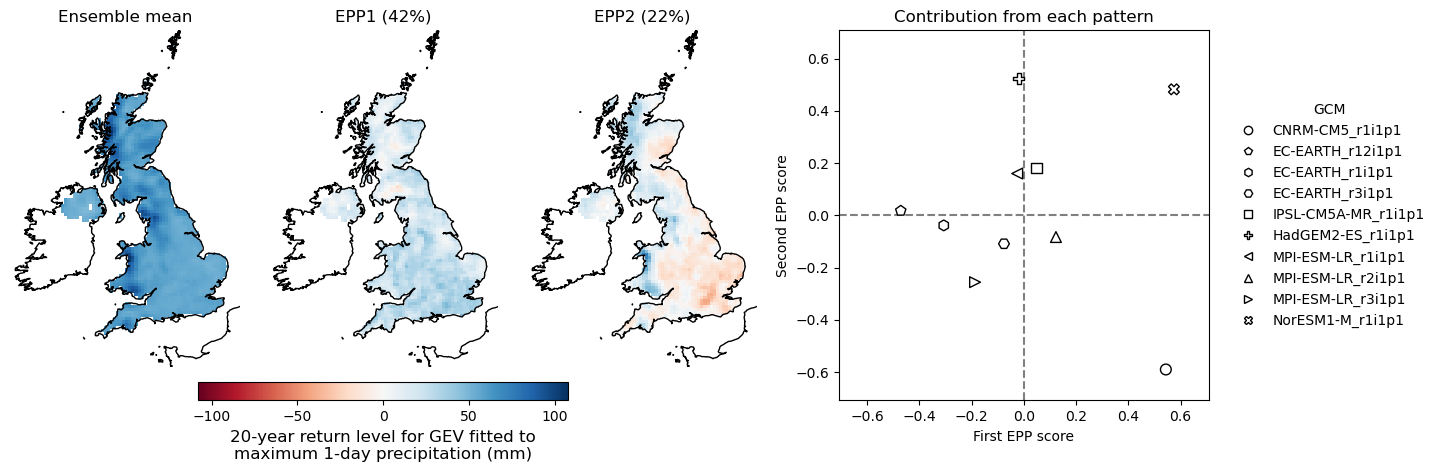 Ensemble mean
EPP1 (42%)
EPP2 (22%)
−100
−50
0
50
100
20-year return level for GEV fitted to
maximum 1-day precipitation (mm)
Contribution from each pattern
Second EPP score
0.6
0.4
0.2
0.0
−0.2
−0.4
−0.6
−0.6
−0.4
−0.2
0.0
0.2
0.4
0.6
First EPP score
GCM
CNRM-CM5_r1i1p1
EC-EARTH_r12i1p1
EC-EARTH_r1i1p1
EC-EARTH_r3i1p1
IPSL-CM5A-MR_r1i1p1
HadGEM2-ES_r1i1p1
MPI-ESM-LR_r1i1p1
MPI-ESM-LR_r2i1p1
MPI-ESM-LR_r3i1p1
NorESM1-M_r1i1p1